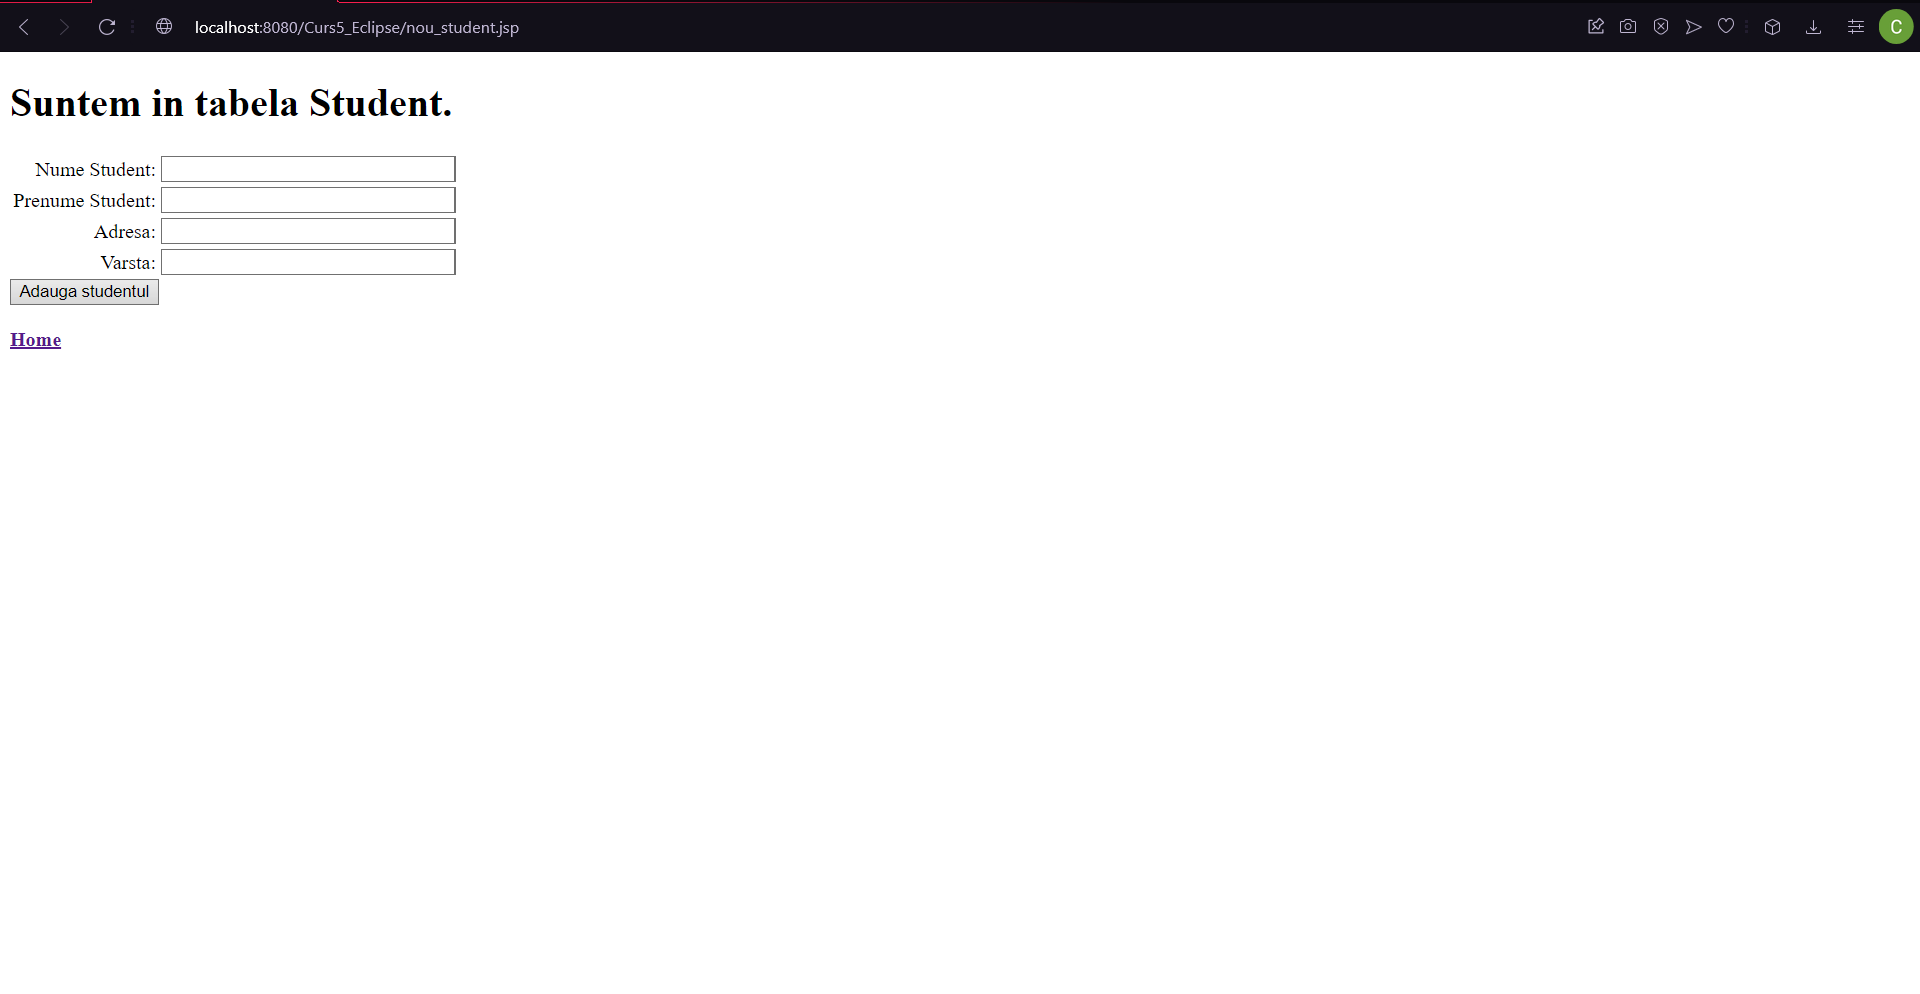 localhost:8080/Curs5_Eclipse/nou_student.jsp
C
Suntem in tabela Student.
Nume Student:
Prenume Student:
Adresa:
Varsta:
Adauga studentul
Home